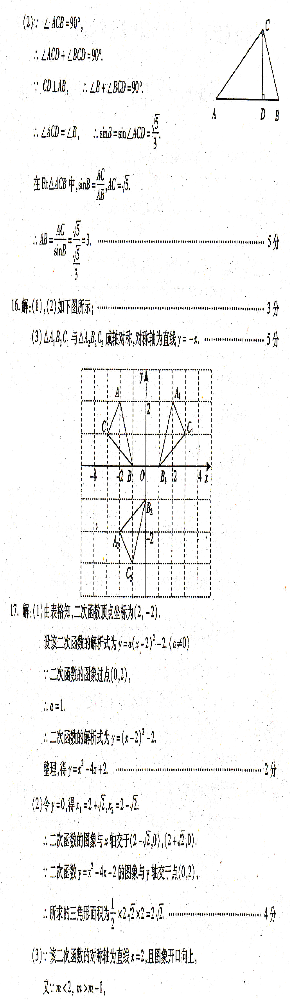 (2)∵ ∠ACB=90°,
C
∴∠ACD+∠BCD=90°.
∵ CD⊥AB, ∴∠B+∠BCD=90°.
A D B
∴∠ACD=∠B, ∴sinB=sin∠ACD=√5/3.
在Rt△ACB中,sinB=AC/AB,AC=√5.
∴AB=AC/sinB=√5/(√5/3)=3. ………… 5分
16.解:(1),(2)如下图所示; ………… 3分
(3)△A₁B₁C₁与△A₂B₂C₂成轴对称,对称轴为直线y=-x. ………… 5分
y
A A₁
2
C C₁
-4 -2 B O B₁ 2 4 x
B₂
A₂ -2
C₂
17. 解:(1)由表格知,二次函数顶点坐标为(2,-2).
设该二次函数的解析式为y=a(x-2)²-2.(a≠0)
∵二次函数的图象过点(0,2),
∴a=1.
∴二次函数的解析式为y=(x-2)²-2.
整理,得y=x²-4x+2. ………… 2分
(2)令y=0,得x₁=2+√2,x₂=2-√2.
∴二次函数的图象与x轴交于(2-√2,0),(2+√2,0).
∵二次函数y=x²-4x+2的图象与y轴交于点(0,2),
∴所求的三角形面积为1/2×2√2×2=2√2. ………… 4分
(3)∵该二次函数的对称轴为直线x=2,且图象开口向上,
又∵m<2, m>m-1,